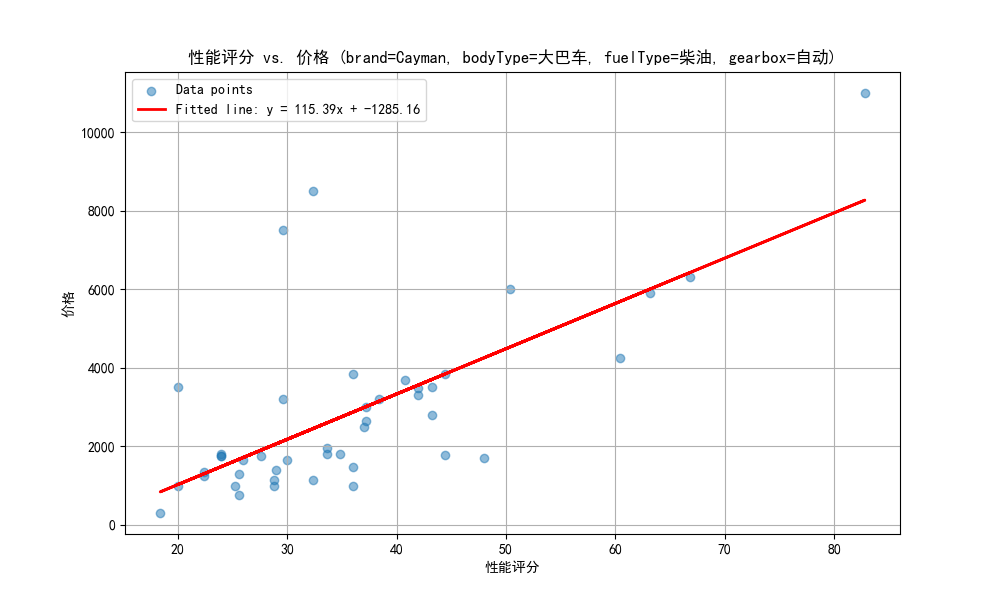 性能评分 vs. 价格 (brand=Cayman, bodyType=大巴车, fuelType=柴油, gearbox=自动)
Data points
Fitted line: y = 115.39x + -1285.16
10000
8000
6000
4000
2000
0
价格
20 30 40 50 60 70 80
性能评分